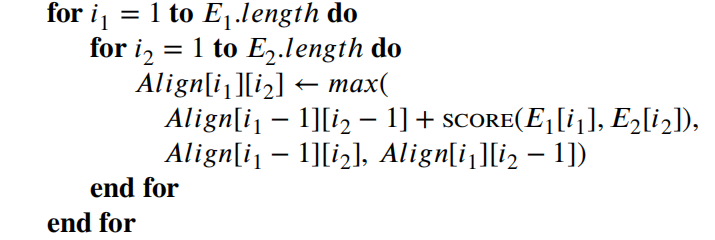 for i₁ = 1 to E₁.length do
for i₂ = 1 to E₂.length do
Align[i₁][i₂] ← max(
Align[i₁ − 1][i₂ − 1] + SCORE(E₁[i₁], E₂[i₂]),
Align[i₁ − 1][i₂], Align[i₁][i₂ − 1])
end for
end for